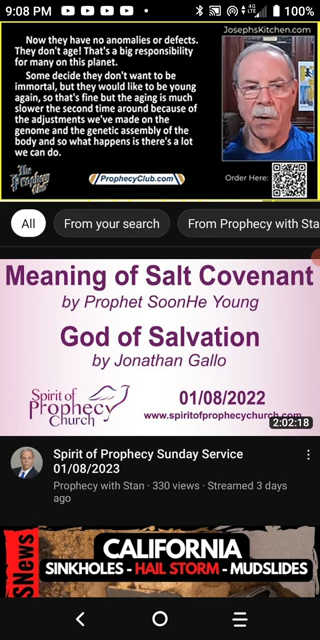 9:08 PM
4G
LTE
100%
Now they have no anomalies or defects.
They don't age! That's a big responsibility
for many on this planet.
Some decide they don't want to be
immortal, but they would like to be young
again, so that's fine but the aging is much
slower the second time around because of
the adjustments we've made on the
genome and the genetic assembly of the
body and so what happens is there's a lot
we can do.
JosephsKitchen.com
The Prophecy Club
ProphecyClub.com
Order Here:
All
From your search
From Prophecy with Sta
Meaning of Salt Covenant
by Prophet SoonHe Young
God of Salvation
by Jonathan Gallo
Spirit of
Prophecy
Church
01/08/2022
www.spiritofprophecychurch.com
2:02:18
Spirit of Prophecy Sunday Service
01/08/2023
Prophecy with Stan · 330 views · Streamed 3 days
ago
SNews
CALIFORNIA
SINKHOLES - HAIL STORM - MUDSLIDES